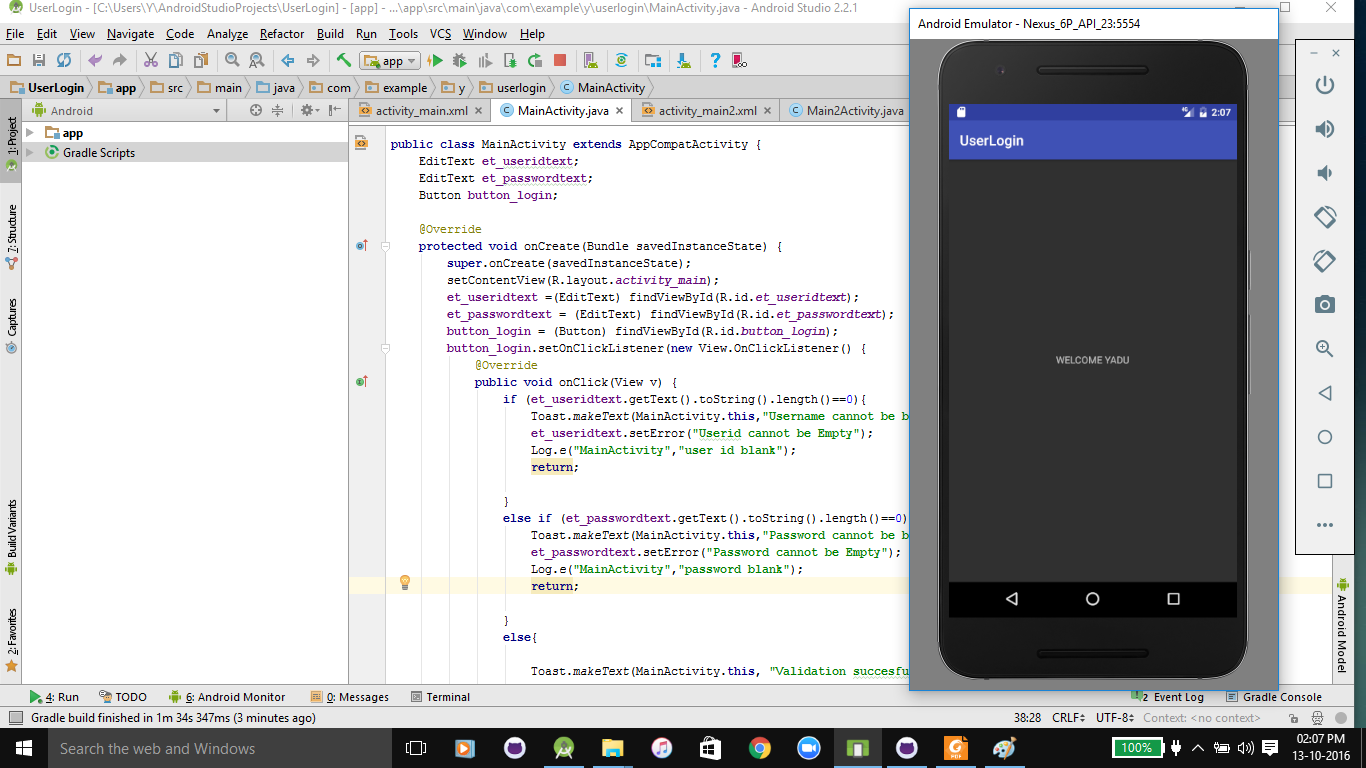 UserLogin - [C:\Users\Y\AndroidStudioProjects\UserLogin] - [app] - ...\app\src\main\java\com\example\y\userlogin\MainActivity.java - Android Studio 2.2.1
File Edit View Navigate Code Analyze Refactor Build Run Tools VCS Window Help
app
UserLogin app src main java com example y userlogin MainActivity
Android
activity_main.xml MainActivity.java activity_main2.xml Main2Activity.java
1: Project
7: Structure
Captures
Build Variants
2: Favorites
app
Gradle Scripts
public class MainActivity extends AppCompatActivity {
EditText et_useridtext;
EditText et_passwordtext;
Button button_login;
@Override
protected void onCreate(Bundle savedInstanceState) {
super.onCreate(savedInstanceState);
setContentView(R.layout.activity_main);
et_useridtext =(EditText) findViewById(R.id.et_useridtext);
et_passwordtext = (EditText) findViewById(R.id.et_passwordtext);
button_login = (Button) findViewById(R.id.button_login);
button_login.setOnClickListener(new View.OnClickListener() {
@Override
public void onClick(View v) {
if (et_useridtext.getText().toString().length()==0){
Toast.makeText(MainActivity.this,"Username cannot be b
et_useridtext.setError("Userid cannot be Empty");
Log.e("MainActivity","user id blank");
return;
}
else if (et_passwordtext.getText().toString().length()==0)
Toast.makeText(MainActivity.this,"Password cannot be b
et_passwordtext.setError("Password cannot be Empty");
Log.e("MainActivity","password blank");
return;
}
else{
Toast.makeText(MainActivity.this, "Validation succesfu
Android Emulator - Nexus_6P_API_23:5554
4G 2:07
UserLogin
WELCOME YADU
Android Model
4: Run TODO 6: Android Monitor 0: Messages Terminal 2 Event Log Gradle Console
Gradle build finished in 1m 34s 347ms (3 minutes ago) 38:28 CRLF UTF-8 Context: <no context>
Search the web and Windows
PDF
100%
02:07 PM
13-10-2016